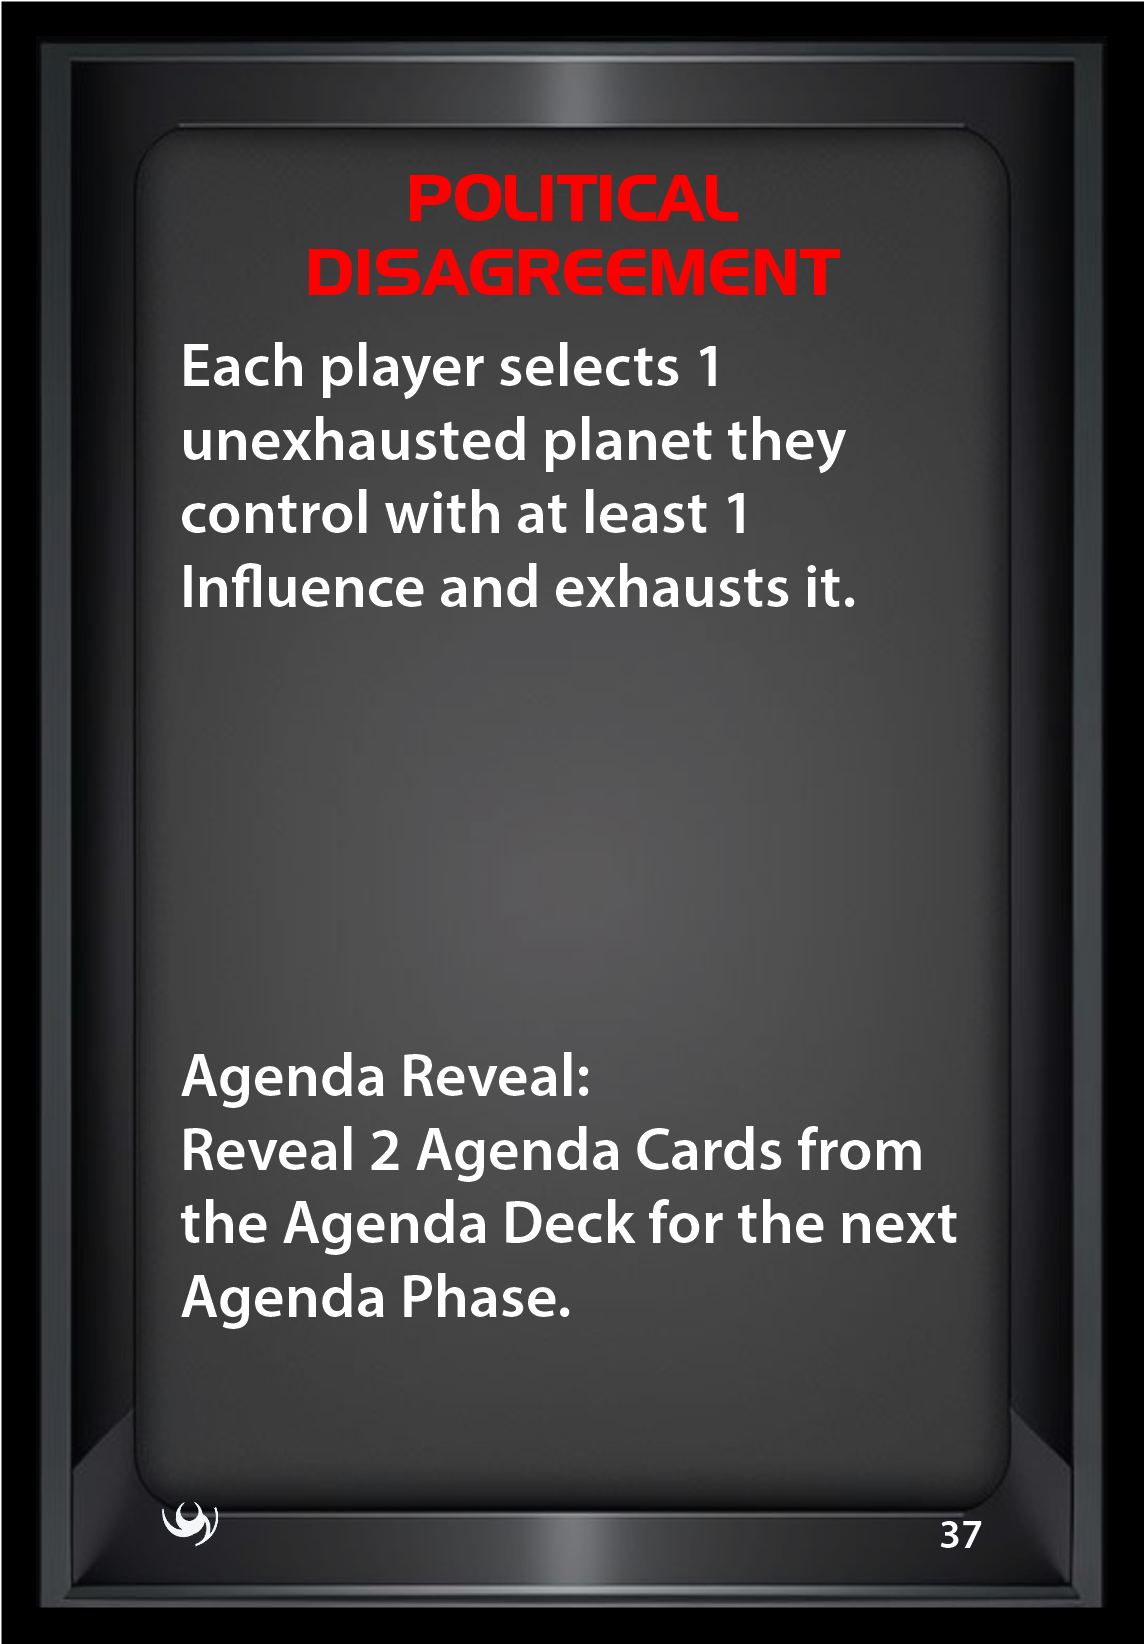 POLITICAL
DISAGREEMENT
Each player selects 1
unexhausted planet they
control with at least 1
Influence and exhausts it.
Agenda Reveal:
Reveal 2 Agenda Cards from
the Agenda Deck for the next
Agenda Phase.
37